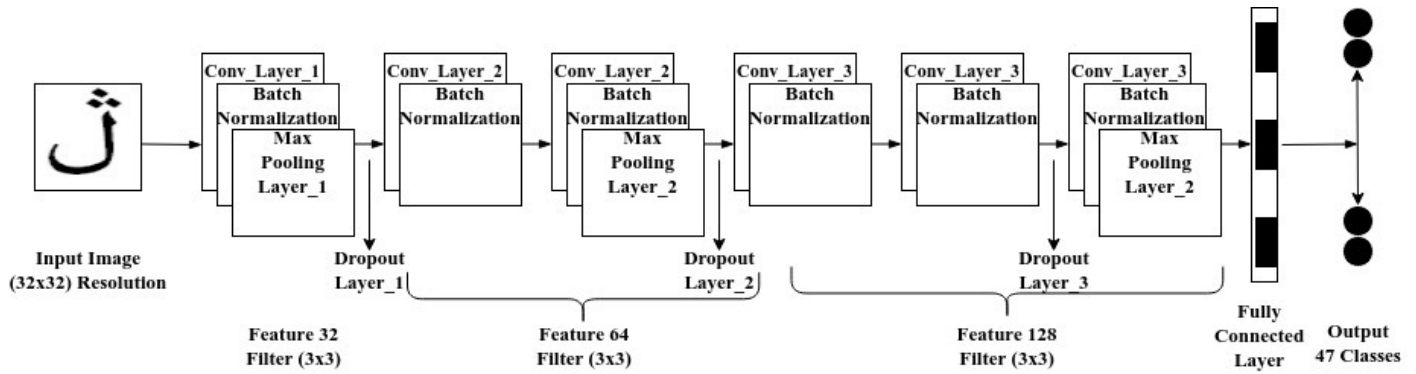 ڷ
Input Image
(32x32) Resolution
Conv_Layer_1
Batch
Normalization
Max
Pooling
Layer_1
Dropout
Layer_1
Feature 32
Filter (3x3)
Conv_Layer_2
Batch
Normalization
Conv_Layer_2
Batch
Normalization
Max
Pooling
Layer_2
Dropout
Layer_2
Feature 64
Filter (3x3)
Conv_Layer_3
Batch
Normalization
Conv_Layer_3
Batch
Normalization
Dropout
Layer_3
Conv_Layer_3
Batch
Normalization
Max
Pooling
Layer_2
Feature 128
Filter (3x3)
Fully
Connected
Layer
Output
47 Classes